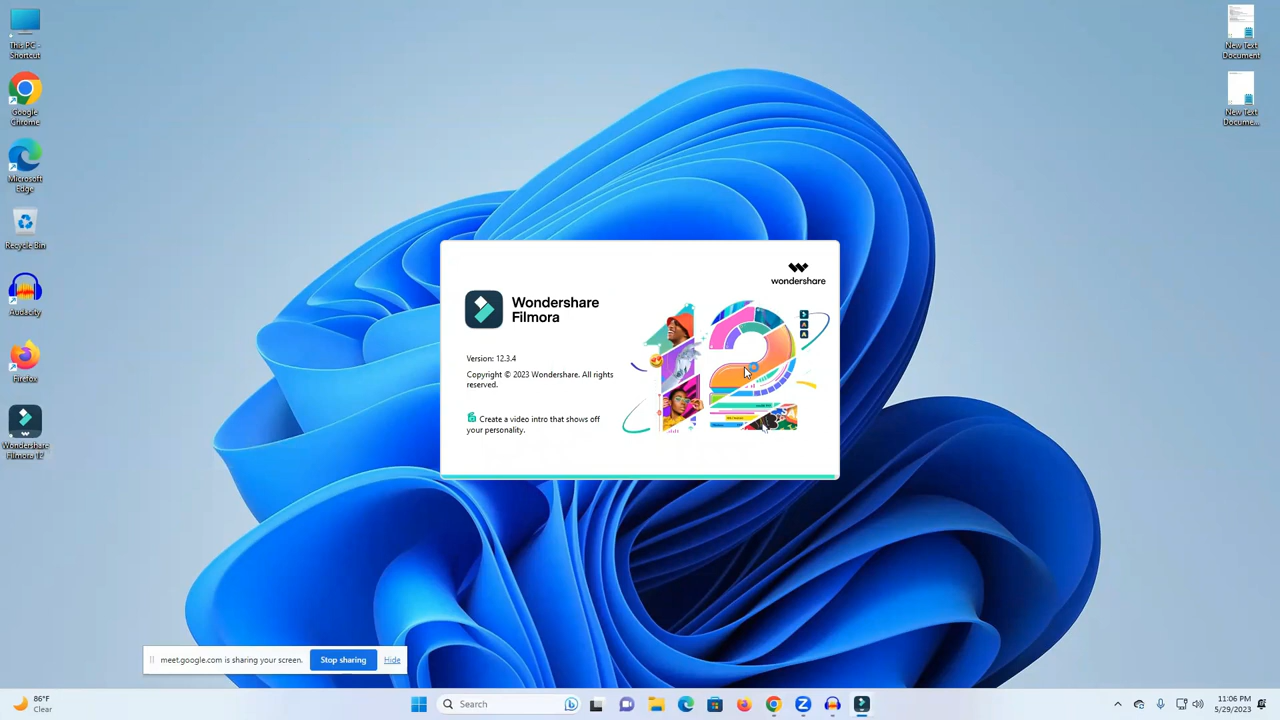 This PC -
Shortcut
Google
Chrome
Microsoft
Edge
Recycle Bin
Audacity
Firefox
Wondershare
Filmora 12
New Text
Document
New Text
Docume...
wondershare
Wondershare
Filmora
Version: 12.3.4
Copyright © 2023 Wondershare. All rights
reserved.
Create a video intro that shows off
your personality.
meet.google.com is sharing your screen.
Stop sharing
Hide
86°F
Clear
Search
11:06 PM
5/29/2023